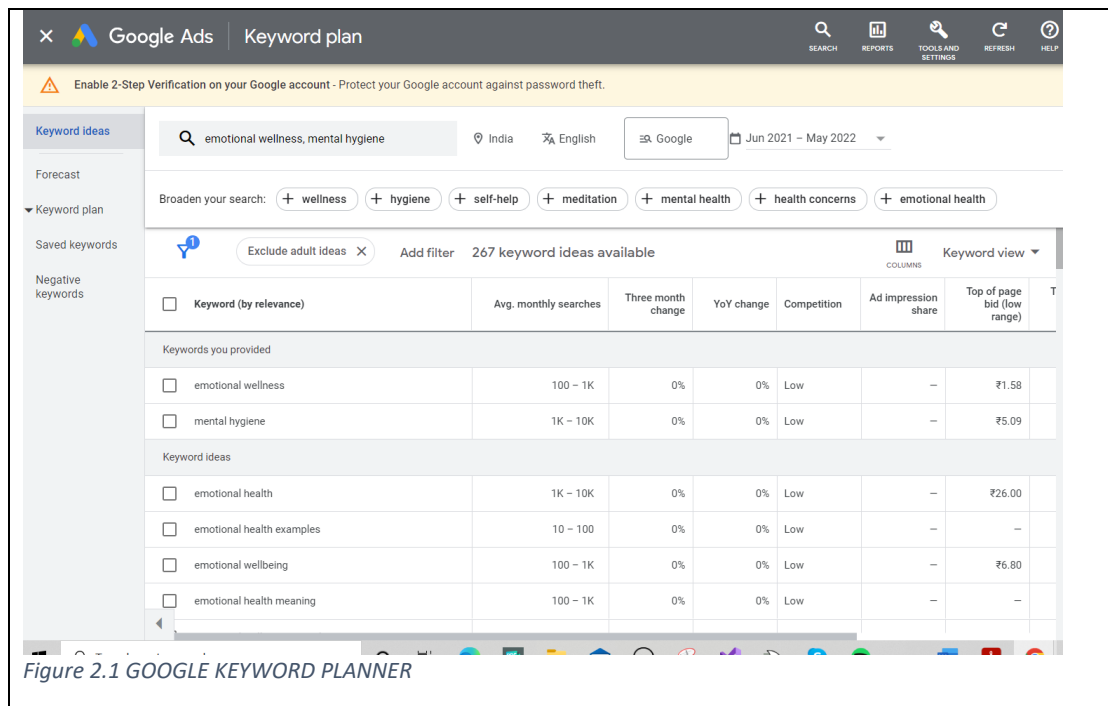 Google Ads Keyword plan SEARCH REPORTS TOOLS AND SETTINGS REFRESH HELP
Enable 2-Step Verification on your Google account - Protect your Google account against password theft.
Keyword ideas
Forecast
Keyword plan
Saved keywords
Negative keywords
emotional wellness, mental hygiene India English Google Jun 2021 – May 2022
Broaden your search: + wellness + hygiene + self-help + meditation + mental health + health concerns + emotional health
1 Exclude adult ideas X Add filter 267 keyword ideas available COLUMNS Keyword view
Keyword (by relevance) Avg. monthly searches Three month change YoY change Competition Ad impression share Top of page bid (low range) T
Keywords you provided
emotional wellness 100 – 1K 0% 0% Low – ₹1.58
mental hygiene 1K – 10K 0% 0% Low – ₹5.09
Keyword ideas
emotional health 1K – 10K 0% 0% Low – ₹26.00
emotional health examples 10 – 100 0% 0% Low – –
emotional wellbeing 100 – 1K 0% 0% Low – ₹6.80
emotional health meaning 100 – 1K 0% 0% Low – –
Figure 2.1 GOOGLE KEYWORD PLANNER